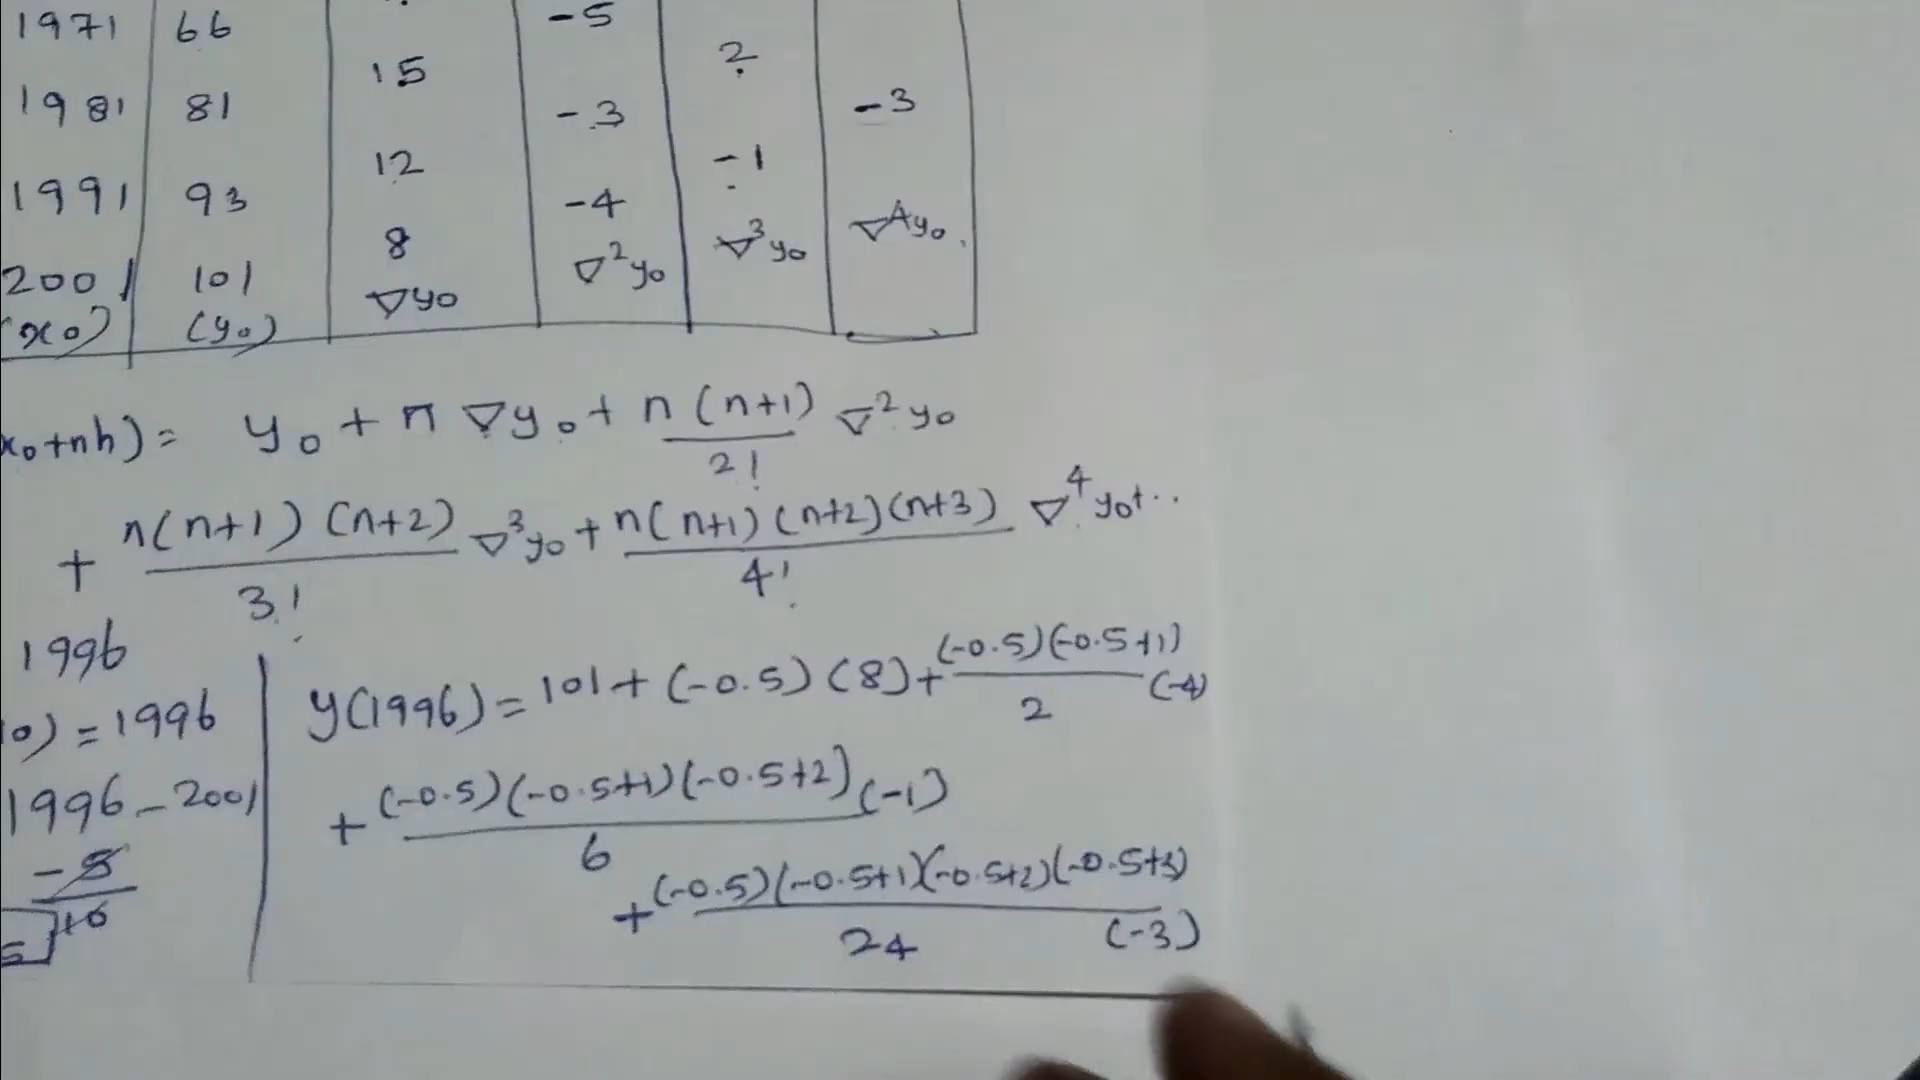 1971 66 -5
15 2
1981 81 -3 -3
12 -1
1991 93 -4
8 ∇²y₀ ∇³y₀ ∇⁴y₀.
2001 101 ∇y₀
(x₀) (y₀)
x₀+nh) = y₀ + n ∇y₀ + n(n+1)/2! ∇²y₀
+ n(n+1)(n+2)/3! ∇³y₀ + n(n+1)(n+2)(n+3)/4! ∇⁴y₀+..
1996
10) = 1996
1996-2001
-5/10
5
y(1996) = 101 + (-0.5)(8) + (-0.5)(-0.5+1)/2 (-4)
+ (-0.5)(-0.5+1)(-0.5+2)/6 (-1)
+ (-0.5)(-0.5+1)(-0.5+2)(-0.5+3)/24 (-3)